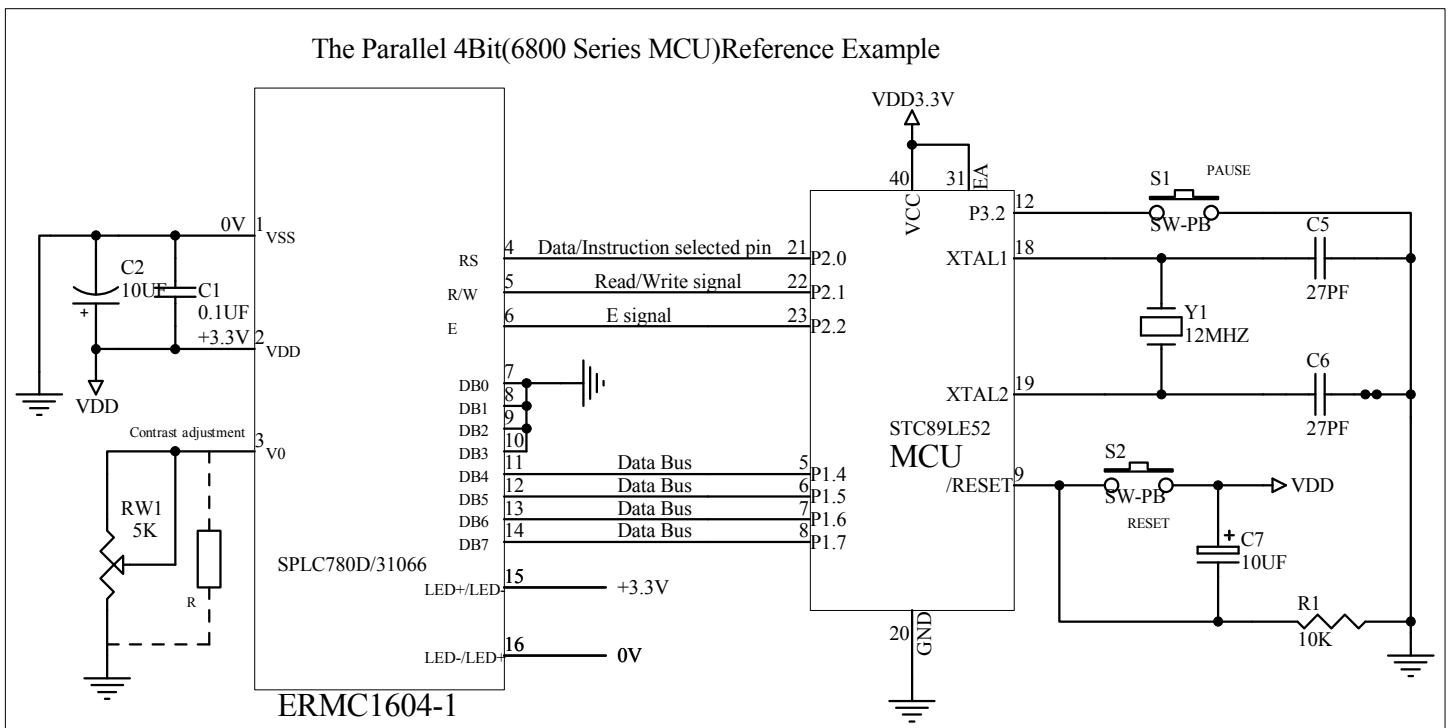 The Parallel 4Bit(6800 Series MCU)Reference Example
VDD3.3V
40
31
EA
VCC
S1
PAUSE
SW-PB
P3.2
12
0V
1
VSS
C2
10UF
+
C1
0.1UF
+3.3V
2
VDD
VDD
Contrast adjustment
3
V0
RW1
5K
R
SPLC780D/31066
ERMC1604-1
RS
4
Data/Instruction selected pin
21
P2.0
R/W
5
Read/Write signal
22
P2.1
E
6
E signal
23
P2.2
DB0
7
DB1
8
DB2
9
DB3
10
DB4
11
Data Bus
5
P1.4
DB5
12
Data Bus
6
P1.5
DB6
13
Data Bus
7
P1.6
DB7
14
Data Bus
8
P1.7
LED+/LED-
15
+3.3V
LED-/LED+
16
0V
XTAL1
18
C5
27PF
Y1
12MHZ
XTAL2
19
C6
27PF
STC89LE52
MCU
/RESET
9
S2
SW-PB
RESET
VDD
+
C7
10UF
R1
10K
20
GND